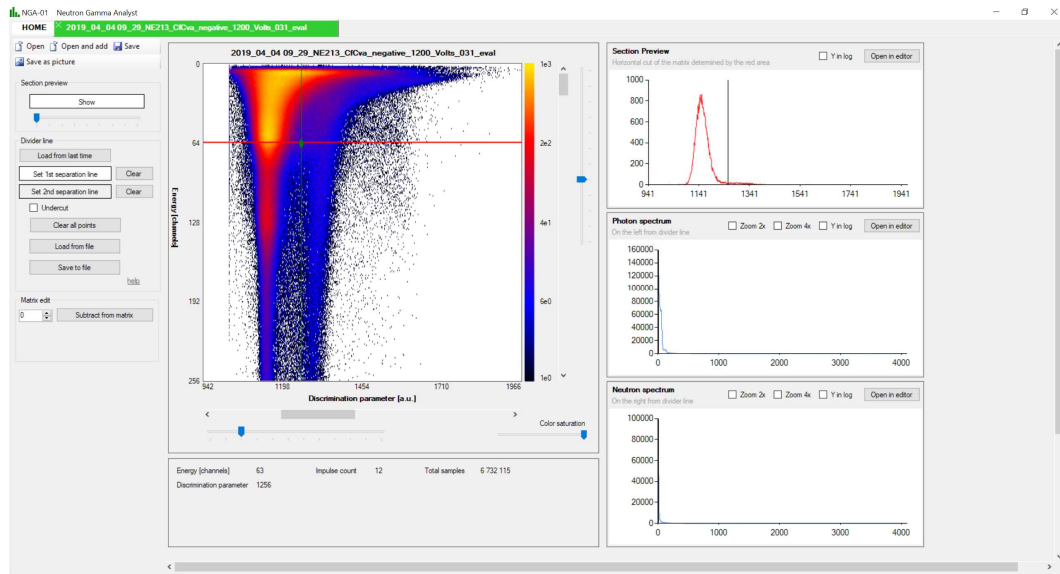 NGA-01 Neutron Gamma Analyst
HOME
2019_04_04 09_29_NE213_CfCva_negative_1200_Volts_031_eval
Open Open and add Save
Save as picture
Section preview
Show
Divider line
Load from last time
Set 1st separation line Clear
Set 2nd separation line Clear
Undercut
Clear all points
Load from file
Save to file
help
Matrix edit
0 Subtract from matrix
2019_04_04 09_29_NE213_CfCva_negative_1200_Volts_031_eval
0
64
128
192
256
Energy [channels]
942 1198 1454 1710 1966
Discrimination parameter [a.u.]
1e3
2e2
4e1
6e0
1e0
Color saturation
Energy [channels] 63 Impulse count 12 Total samples 6 732 115
Discrimination parameter 1256
Section Preview
Horizontal cut of the matrix determined by the red area
Y in log Open in editor
1000
800
600
400
200
941 1141 1341 1541 1741 1941
Photon spectrum
On the left from divider line
Zoom 2x Zoom 4x Y in log Open in editor
160000
140000
120000
100000
80000
60000
40000
20000
0
0 1000 2000 3000 4000
Neutron spectrum
On the right from divider line
Zoom 2x Zoom 4x Y in log Open in editor
100000
80000
60000
40000
20000
0
0 1000 2000 3000 4000